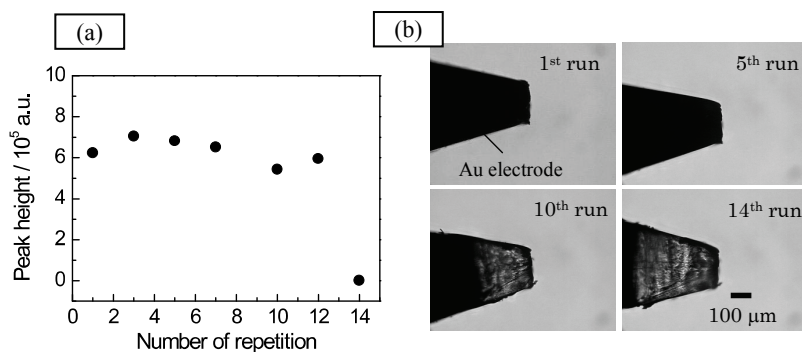 (a)
(b)
10
8
6
4
2
0
Peak height / 10⁵ a.u.
0 2 4 6 8 10 12 14
Number of repetition
1st run
Au electrode
5th run
10th run
14th run
100 μm